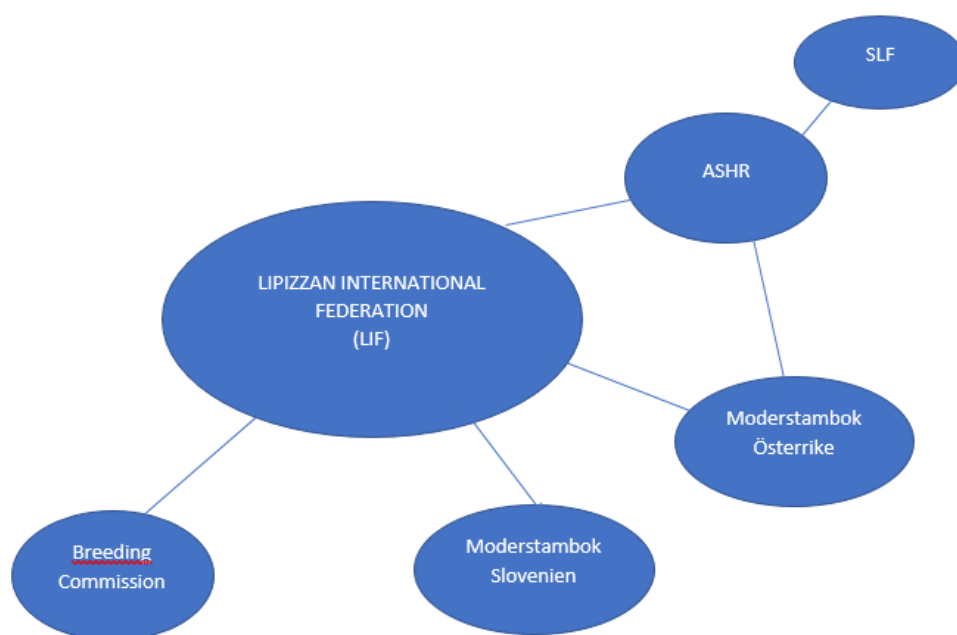 SLF
ASHR
LIPIZZAN INTERNATIONAL
FEDERATION
(LIF)
Moderstambok
Österrike
Moderstambok
Slovenien
Breeding
Commission